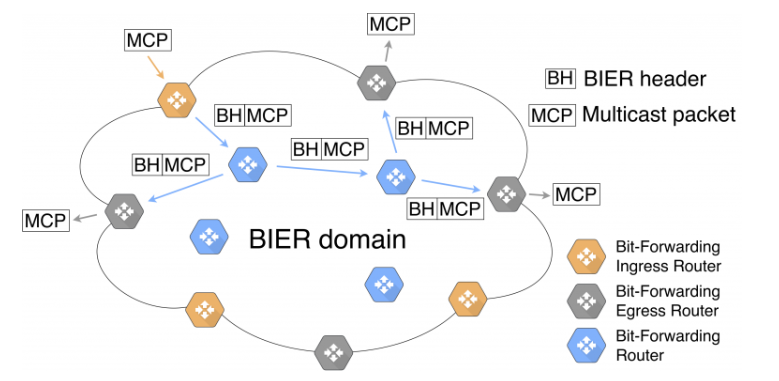 MCP
MCP
BH BIER header
BH MCP
MCP Multicast packet
BH MCP
BH MCP
BH MCP
MCP
BH MCP
MCP
BIER domain
Bit-Forwarding
Ingress Router
Bit-Forwarding
Egress Router
Bit-Forwarding
Router